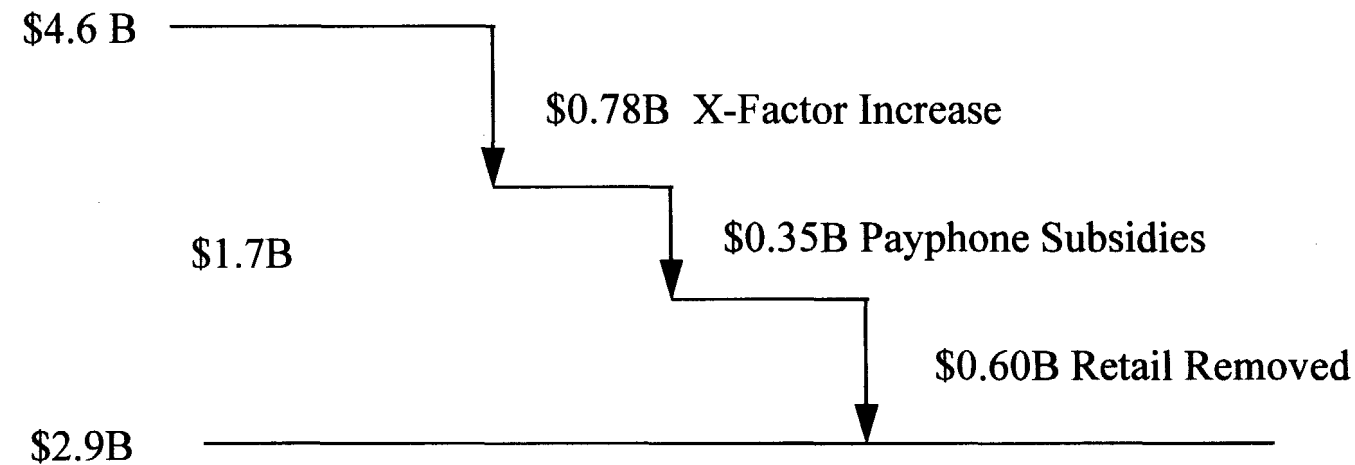 $4.6 B
$0.78B X-Factor Increase
$0.35B Payphone Subsidies
$1.7B
$0.60B Retail Removed
$2.9B